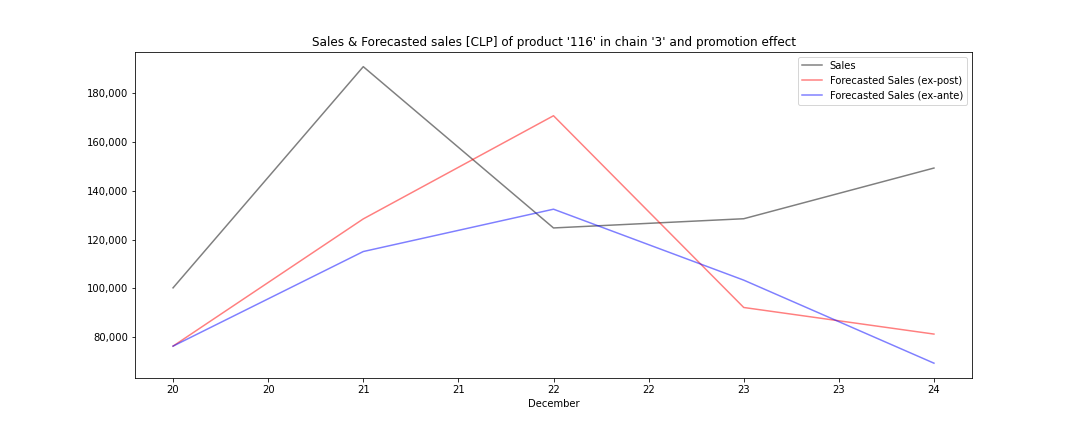 Sales & Forecasted sales [CLP] of product '116' in chain '3' and promotion effect
Sales
Forecasted Sales (ex-post)
Forecasted Sales (ex-ante)
180,000
160,000
140,000
120,000
100,000
80,000
20 20 21 21 22 22 23 23 24
December